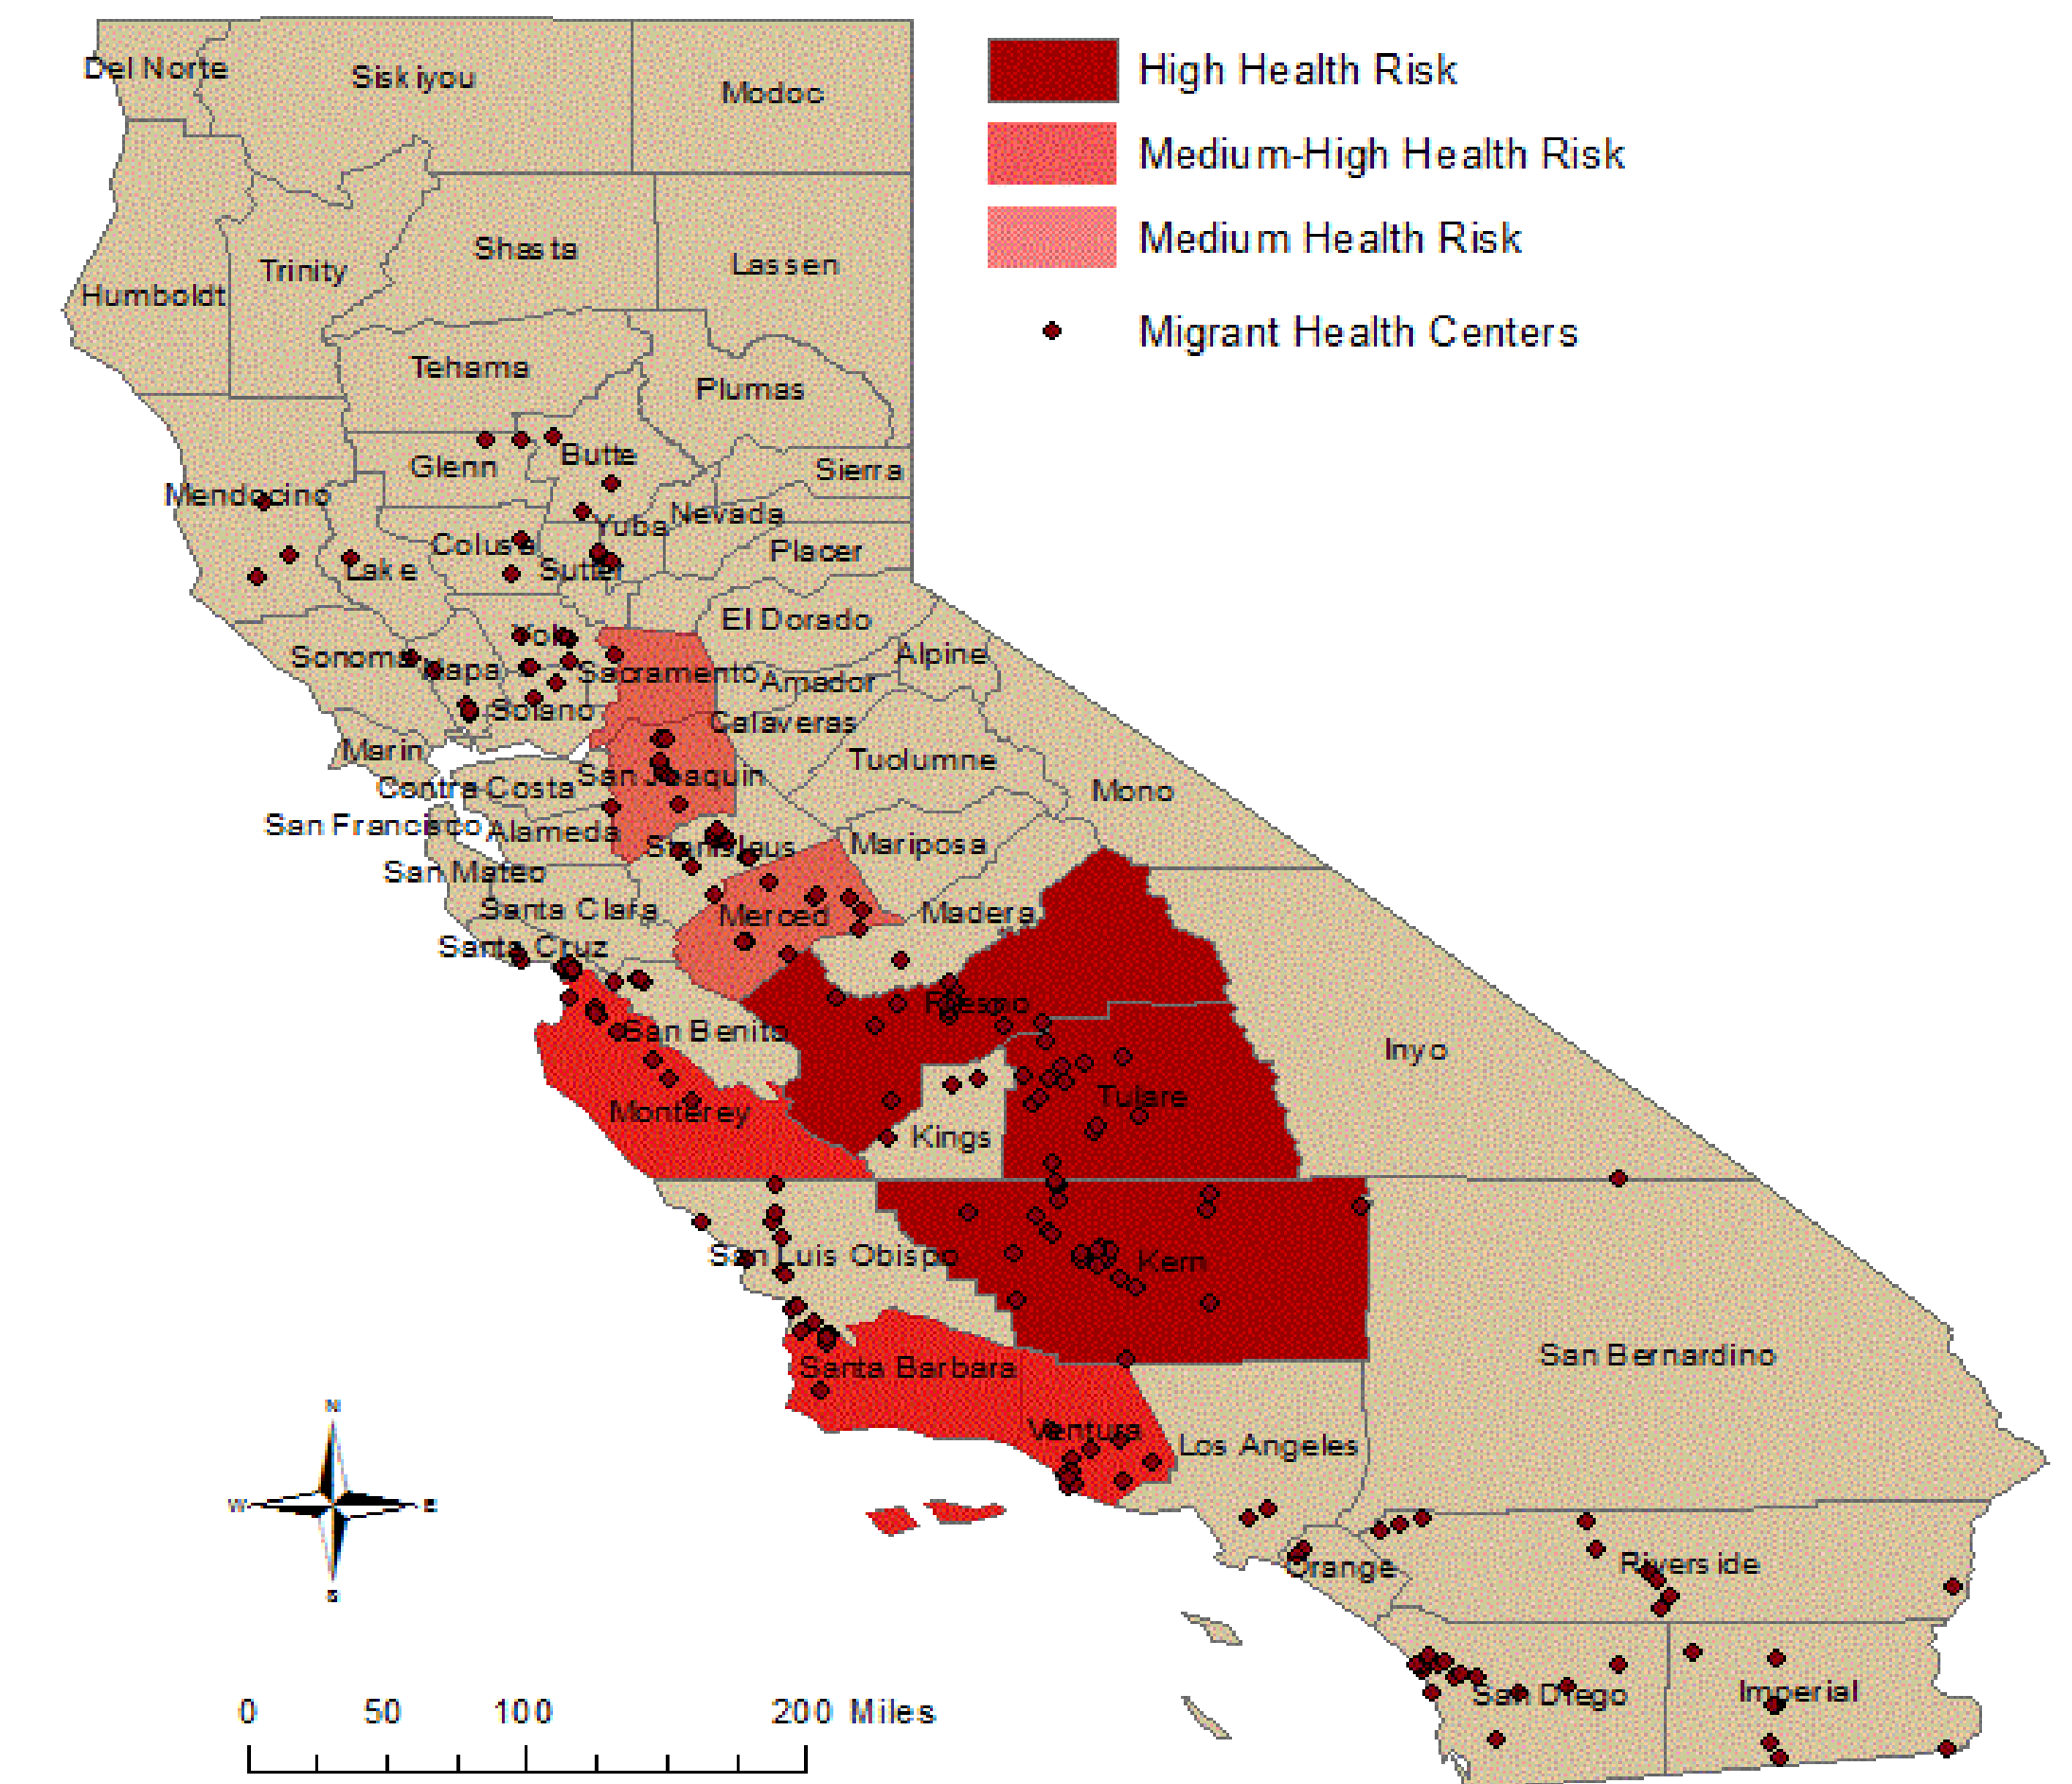 Del Norte
Siskiyou
Modoc
High Health Risk
Medium-High Health Risk
Medium Health Risk
Migrant Health Centers
Shasta
Lassen
Trinity
Humboldt
Tehama
Plumas
Glenn
Butte
Sierra
Mendocino
Nevada
Yuba
Colusa
Placer
Lake
Sutter
El Dorado
Yolo
Sonoma
Napa
Sacramento
Alpine
Amador
Solano
Calaveras
Marin
Tuolumne
Contra Costa
San Joaquin
Mono
San Francisco
Alameda
Stanislaus
Mariposa
San Mateo
Santa Clara
Merced
Madera
Santa Cruz
Fresno
San Benito
Inyo
Tulare
Monterey
Kings
San Luis Obispo
Kern
San Bernardino
Santa Barbara
Ventura
Los Angeles
N
W
E
S
Orange
Riverside
San Diego
Imperial
0 50 100 200 Miles